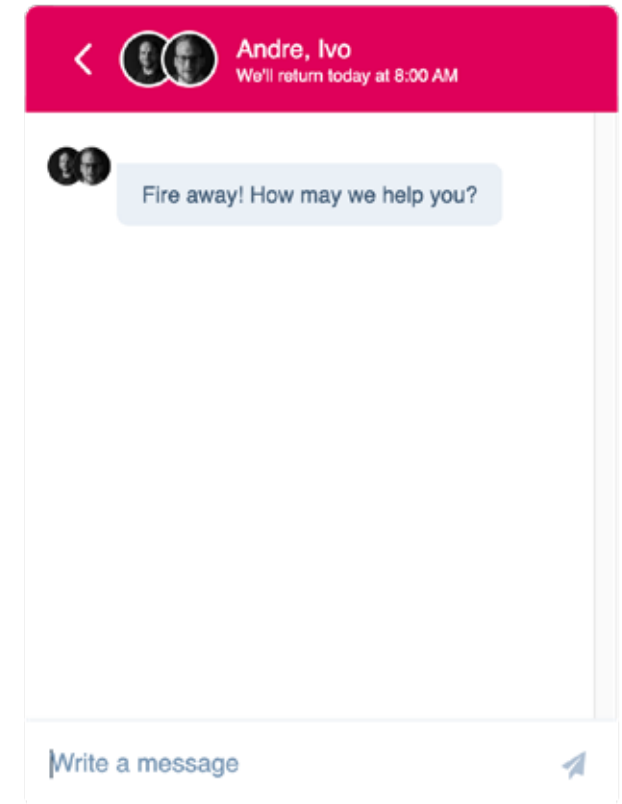 Andre, Ivo
We'll return today at 8:00 AM
Fire away! How may we help you?
Write a message